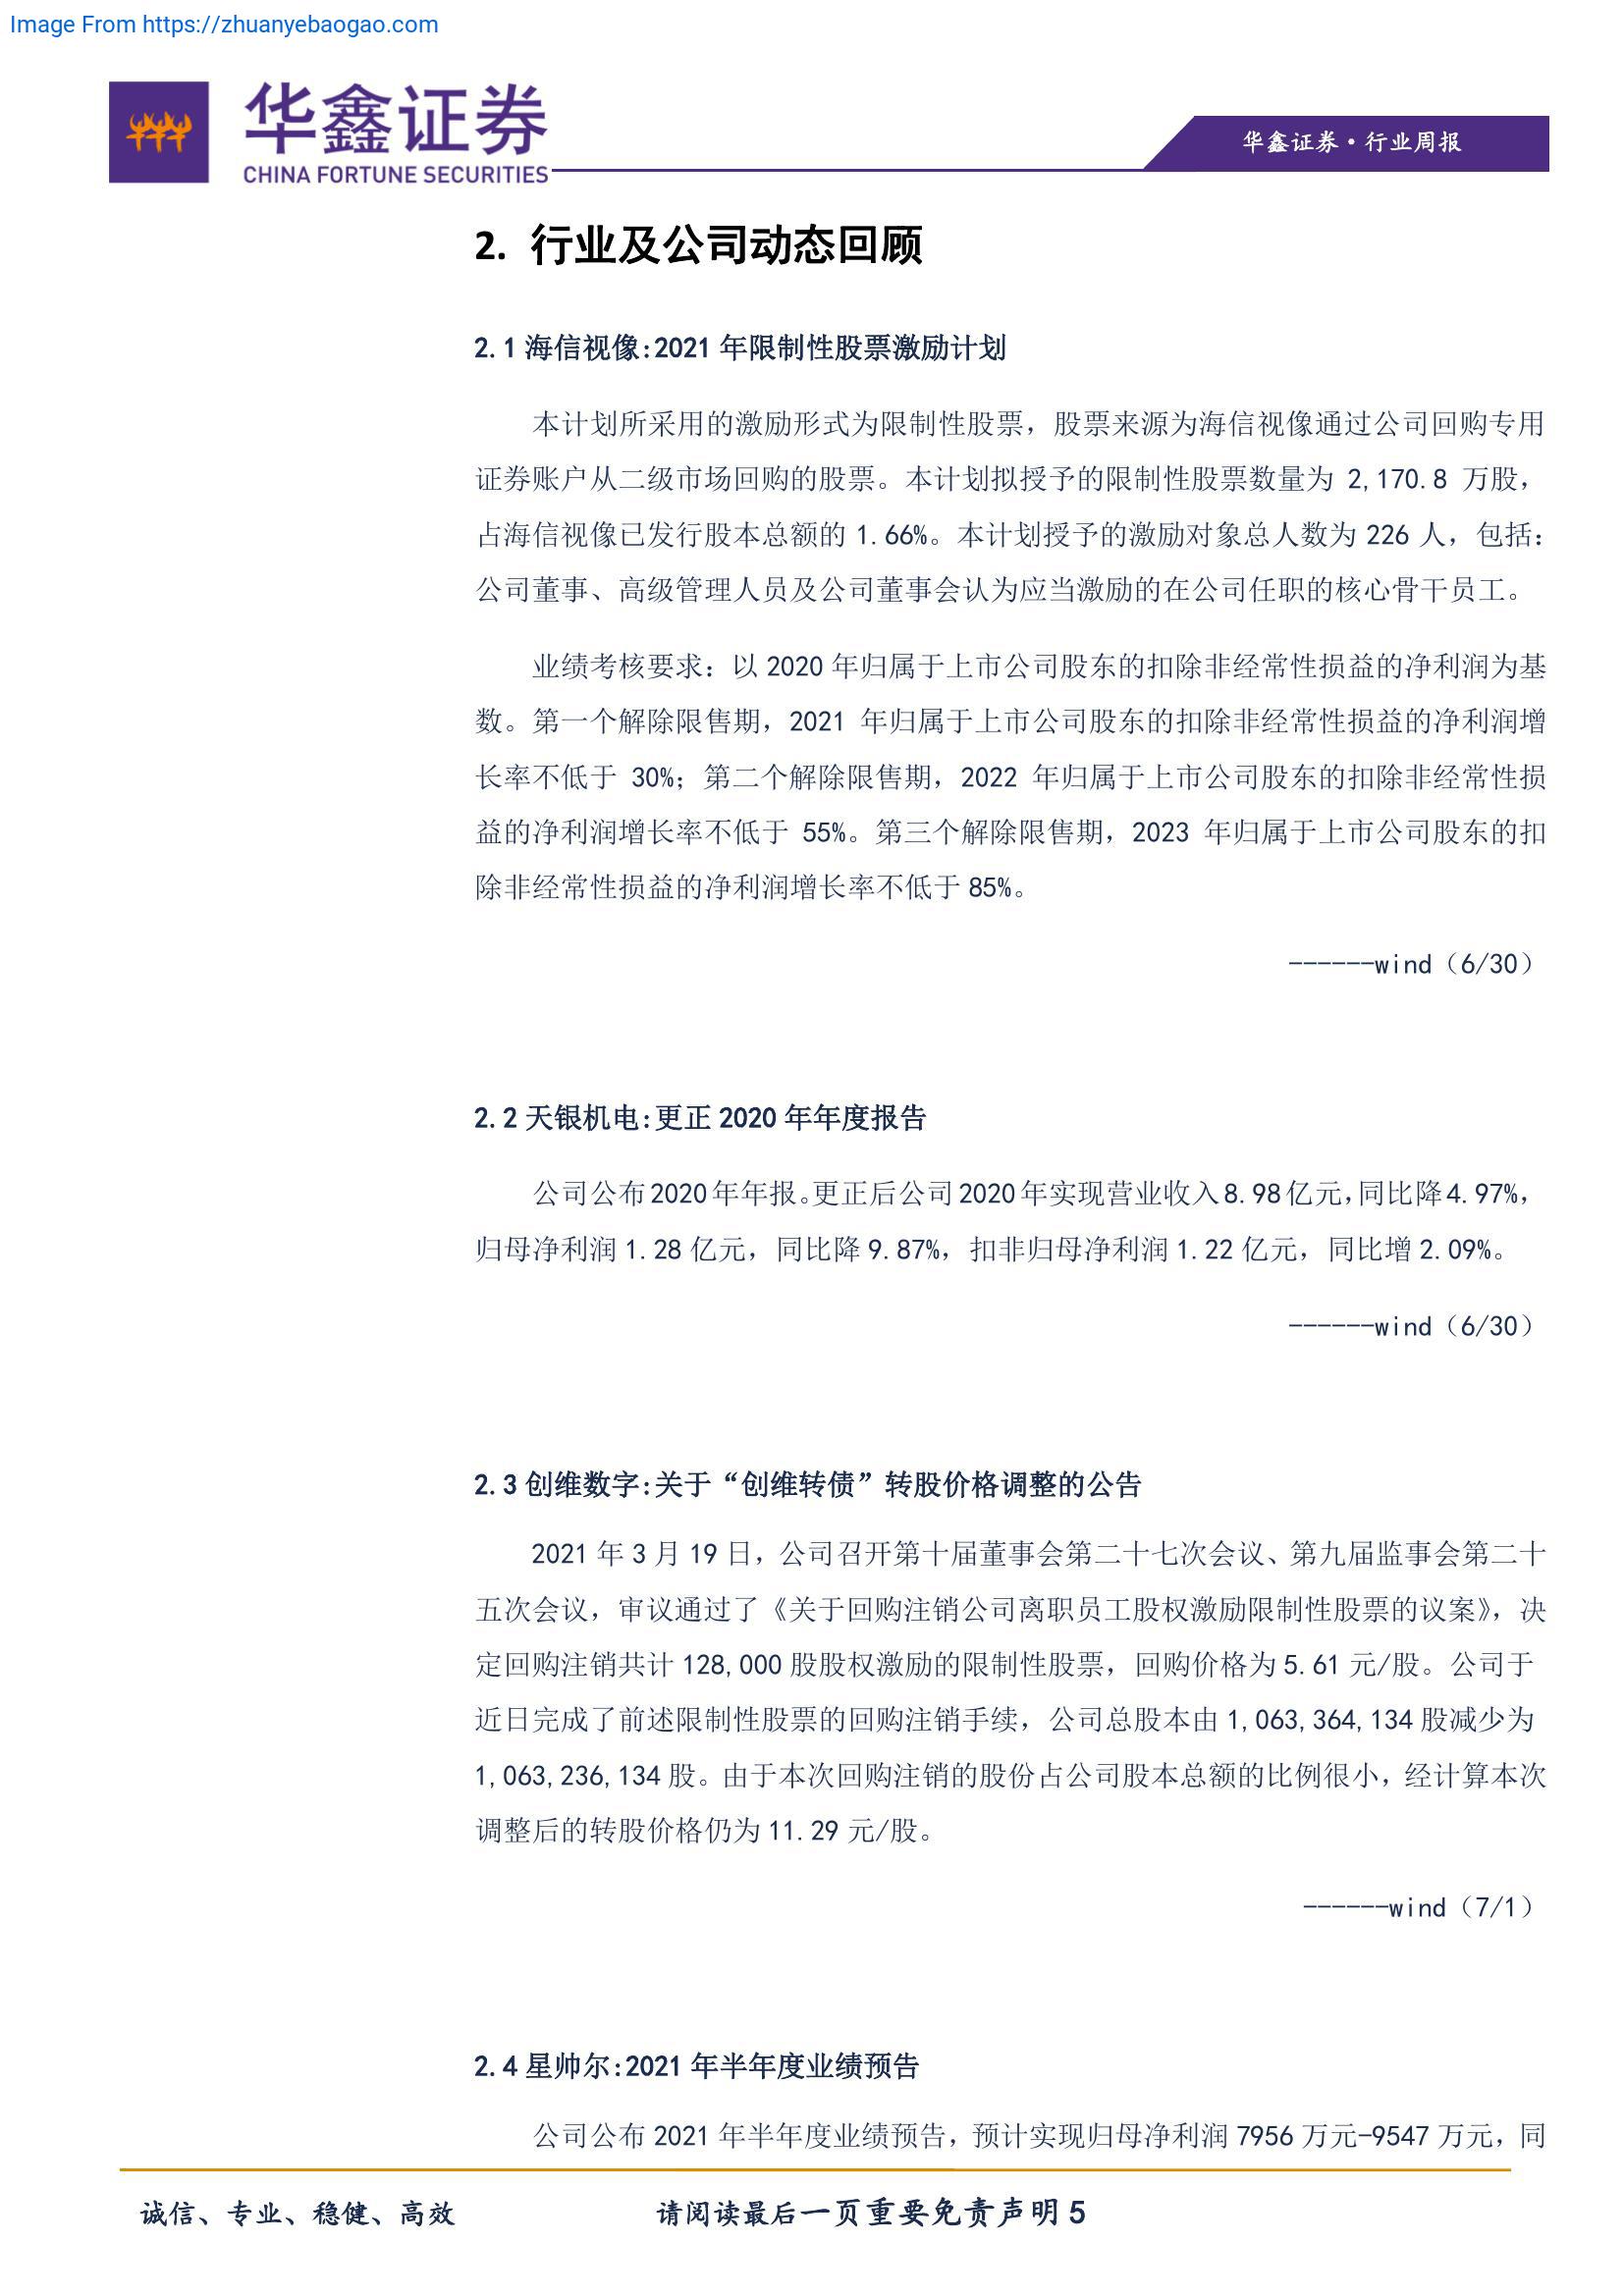 Image From https://zhuanyebaogao.com
华鑫证券
CHINA FORTUNE SECURITIES
华鑫证券·行业周报
2. 行业及公司动态回顾
2.1 海信视像:2021 年限制性股票激励计划
本计划所采用的激励形式为限制性股票，股票来源为海信视像通过公司回购专用
证券账户从二级市场回购的股票。本计划拟授予的限制性股票数量为 2,170.8 万股，
占海信视像已发行股本总额的 1.66%。本计划授予的激励对象总人数为 226 人，包括：
公司董事、高级管理人员及公司董事会认为应当激励的在公司任职的核心骨干员工。
业绩考核要求：以 2020 年归属于上市公司股东的扣除非经常性损益的净利润为基
数。第一个解除限售期，2021 年归属于上市公司股东的扣除非经常性损益的净利润增
长率不低于 30%；第二个解除限售期，2022 年归属于上市公司股东的扣除非经常性损
益的净利润增长率不低于 55%。第三个解除限售期，2023 年归属于上市公司股东的扣
除非经常性损益的净利润增长率不低于 85%。
------wind（6/30）
2.2 天银机电:更正 2020 年年度报告
公司公布 2020 年年报。更正后公司 2020 年实现营业收入 8.98 亿元，同比降 4.97%，
归母净利润 1.28 亿元，同比降 9.87%，扣非归母净利润 1.22 亿元，同比增 2.09%。
------wind（6/30）
2.3 创维数字:关于“创维转债”转股价格调整的公告
2021 年 3 月 19 日，公司召开第十届董事会第二十七次会议、第九届监事会第二十
五次会议，审议通过了《关于回购注销公司离职员工股权激励限制性股票的议案》，决
定回购注销共计 128,000 股股权激励的限制性股票，回购价格为 5.61 元/股。公司于
近日完成了前述限制性股票的回购注销手续，公司总股本由 1,063,364,134 股减少为
1,063,236,134 股。由于本次回购注销的股份占公司股本总额的比例很小，经计算本次
调整后的转股价格仍为 11.29 元/股。
------wind（7/1）
2.4 星帅尔:2021 年半年度业绩预告
公司公布 2021 年半年度业绩预告，预计实现归母净利润 7956 万元-9547 万元，同
诚信、专业、稳健、高效
请阅读最后一页重要免责声明 5